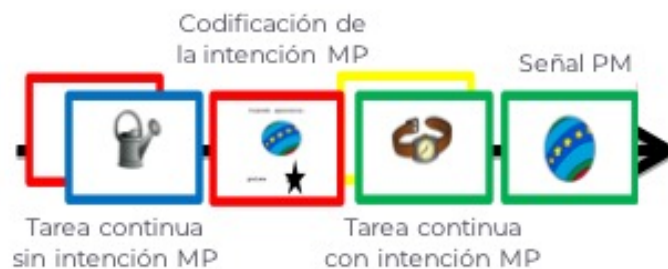 Codificación de
la intención MP
Señal PM
Tarea continua
sin intención MP
Tarea continua
con intención MP